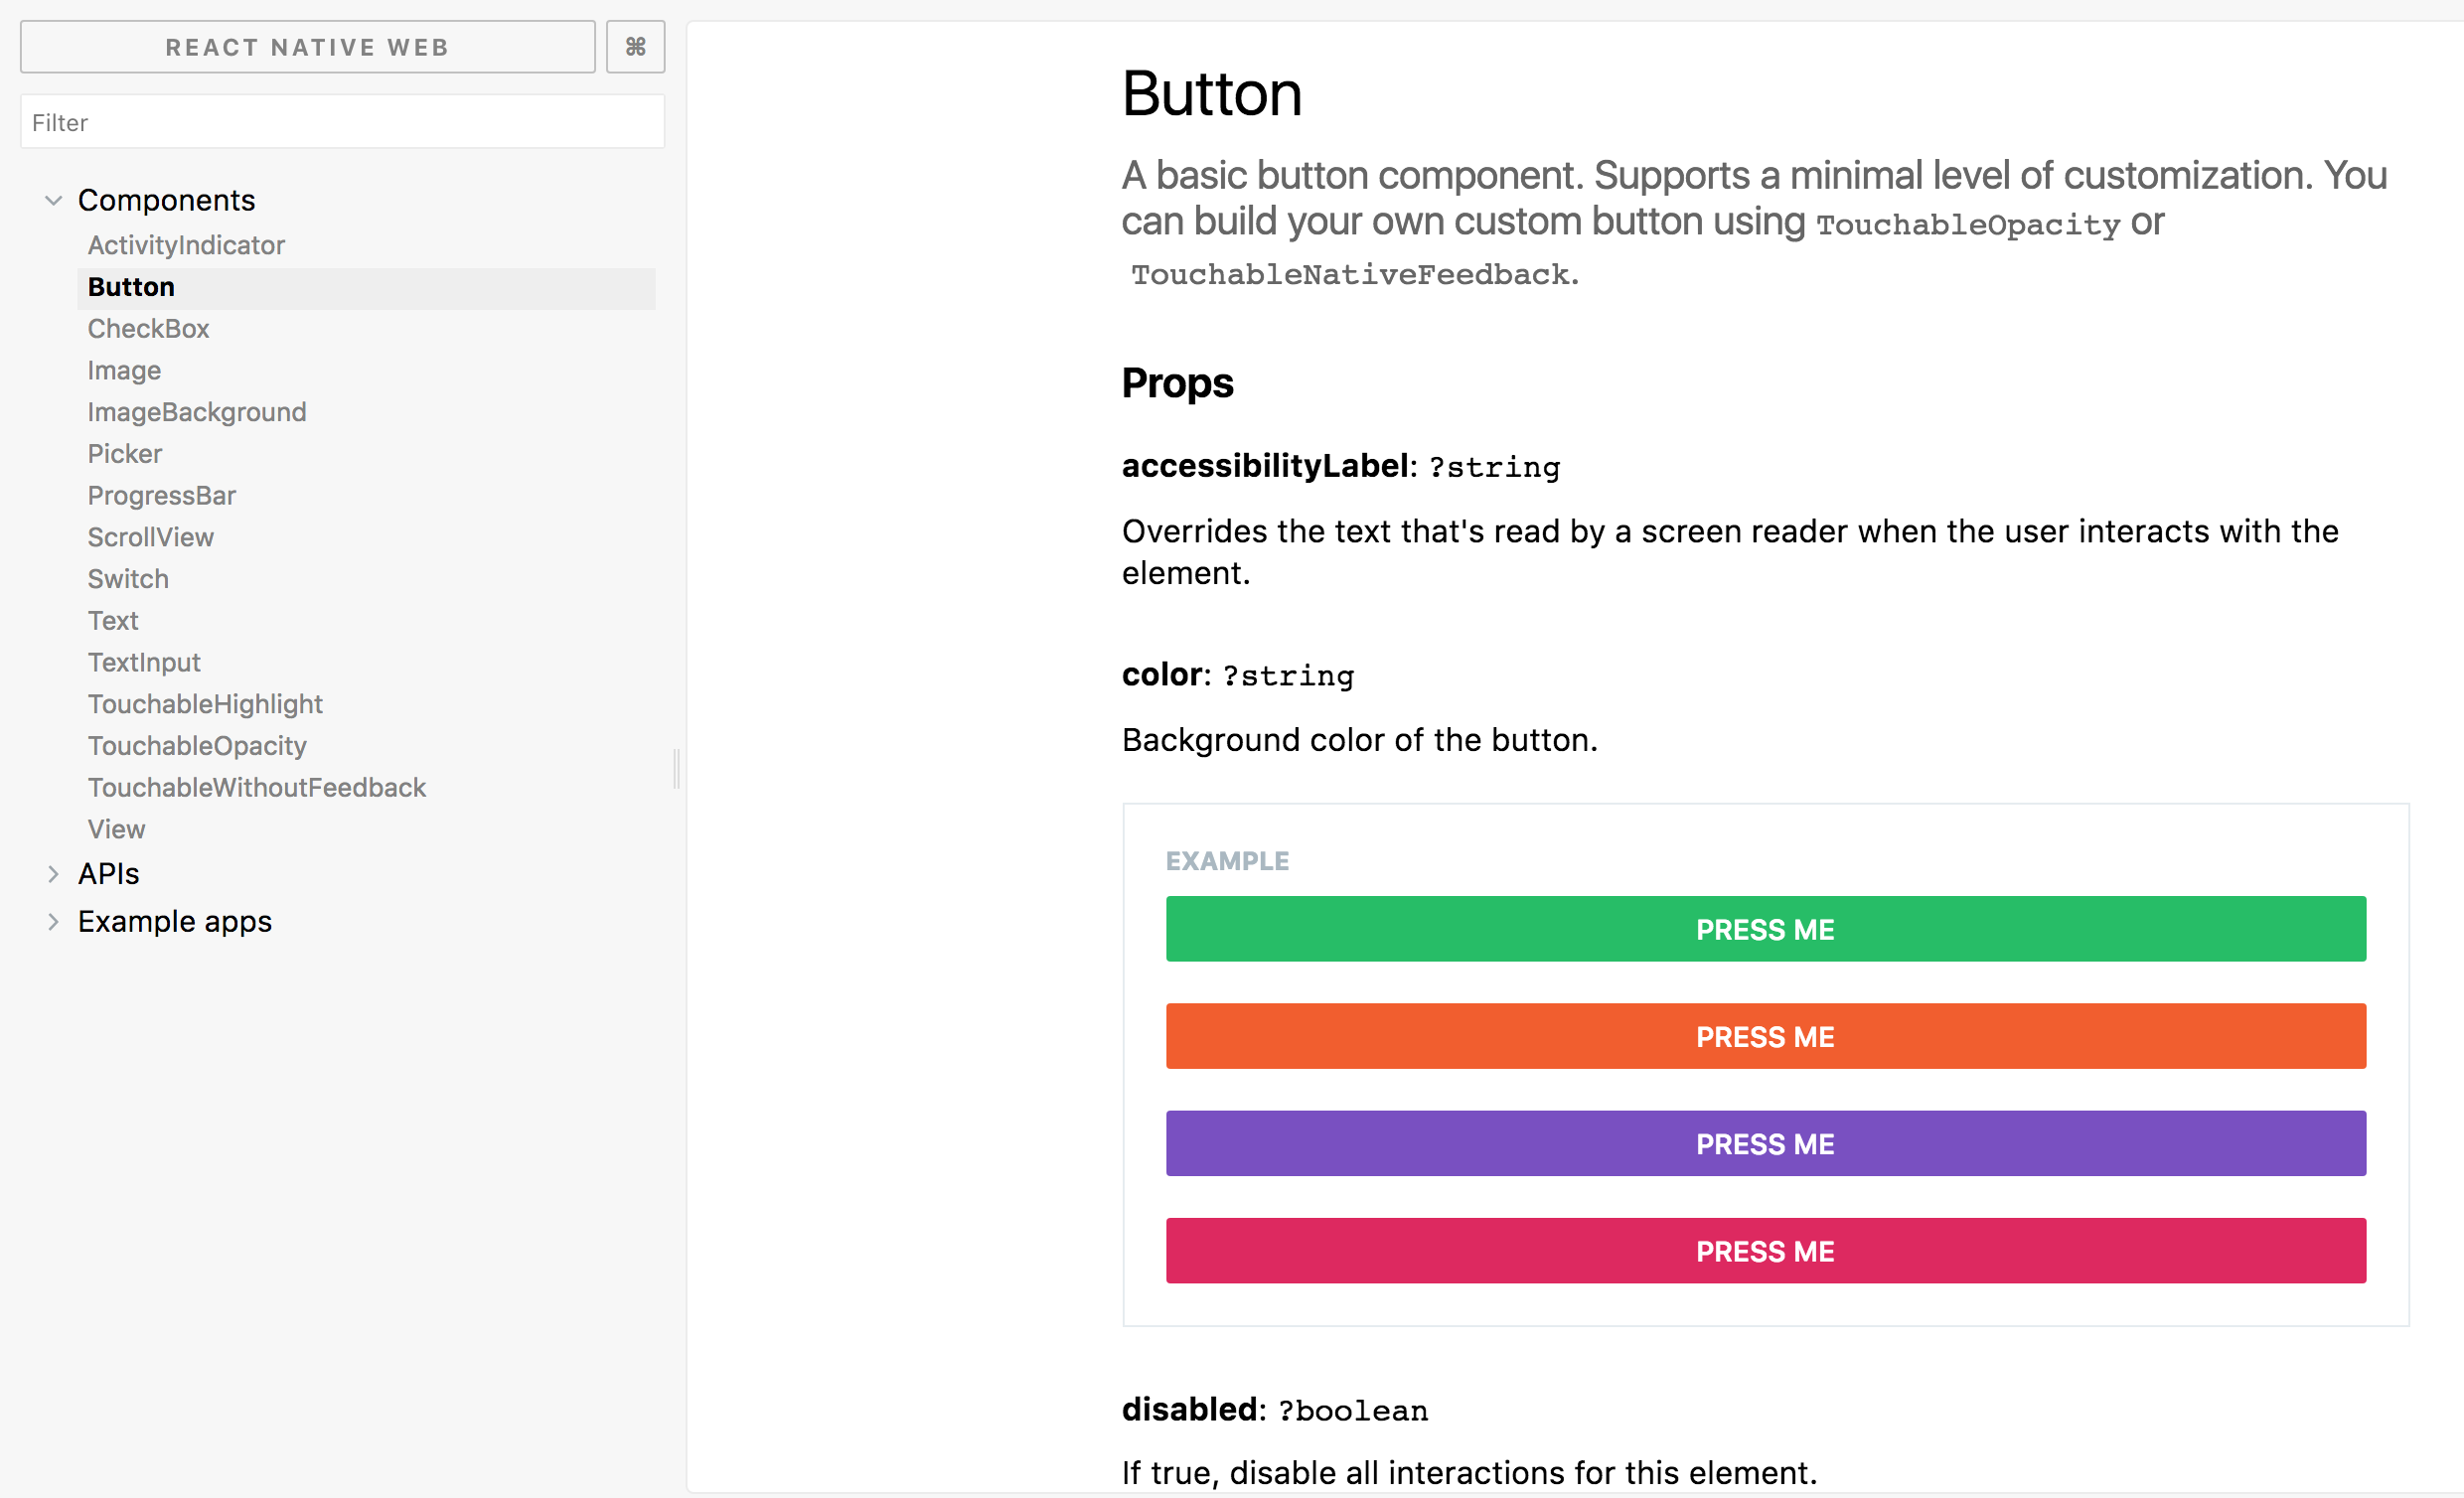 REACT NATIVE WEB
⌘
Filter
Components
ActivityIndicator
Button
CheckBox
Image
ImageBackground
Picker
ProgressBar
ScrollView
Switch
Text
TextInput
TouchableHighlight
TouchableOpacity
TouchableWithoutFeedback
View
APIs
Example apps
Button
A basic button component. Supports a minimal level of customization. You
can build your own custom button using TouchableOpacity or
TouchableNativeFeedback.
Props
accessibilityLabel: ?string
Overrides the text that's read by a screen reader when the user interacts with the
element.
color: ?string
Background color of the button.
EXAMPLE
PRESS ME
PRESS ME
PRESS ME
PRESS ME
disabled: ?boolean
If true, disable all interactions for this element.